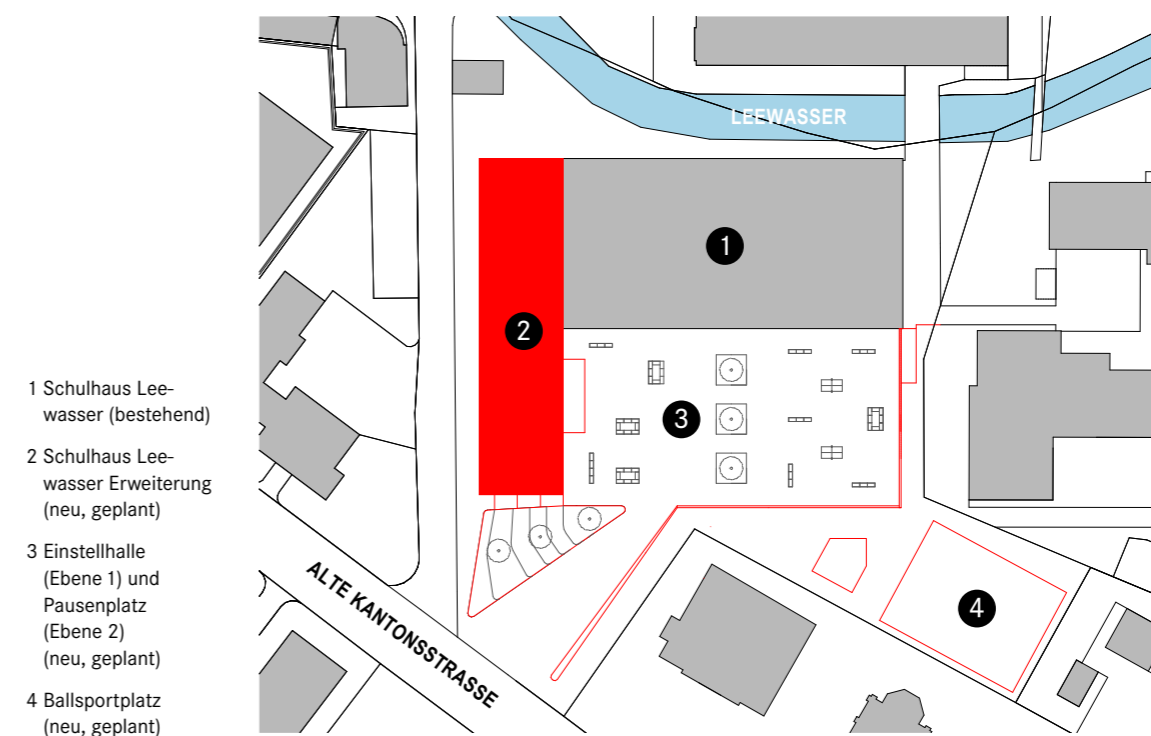 LEEWASSER
1
2
3
4
ALTE KANTONSSTRASSE
1 Schulhaus Lee-
wasser (bestehend)
2 Schulhaus Lee-
wasser Erweiterung
(neu, geplant)
3 Einstellhalle
(Ebene 1) und
Pausenplatz
(Ebene 2)
(neu, geplant)
4 Ballsportplatz
(neu, geplant)